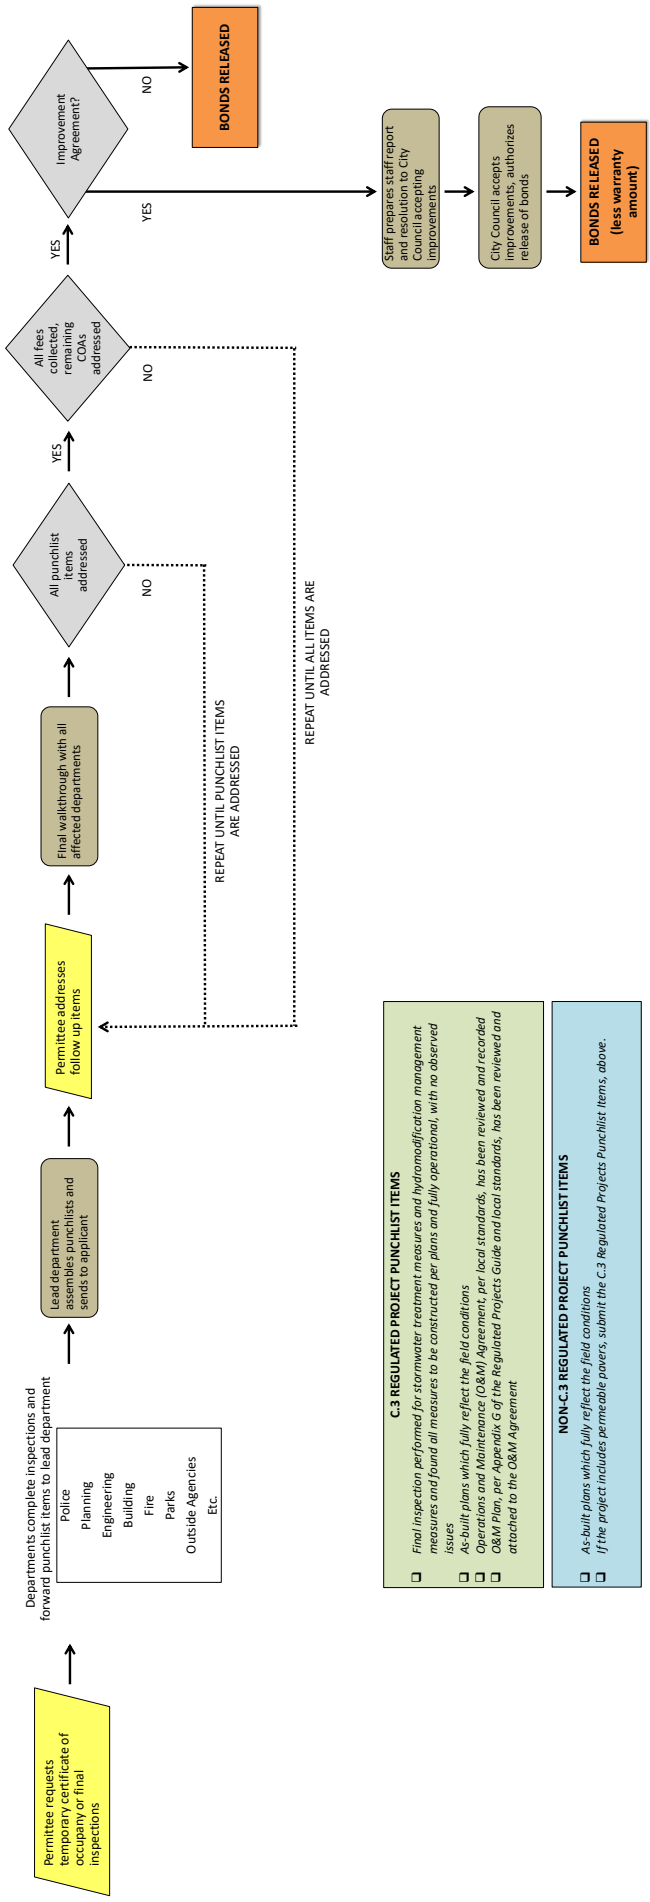 Permittee requests
temporary certificate of
occupany or final
inspections
Departments complete inspections and
forward punchlist items to lead department
Police
Planning
Engineering
Building
Fire
Parks
Outside Agencies
Etc.
Lead department
assembles punchlists and
sends to applicant
Permittee addresses
follow up items
FInal walkthrough with all
affected departments
All punchlist
items
addressed
YES
NO
REPEAT UNTIL PUNCHLIST ITEMS
ARE ADDRESSED
All fees
collected,
remaining
COAs
addressed
YES
NO
REPEAT UNTIL ALL ITEMS ARE
ADDRESSED
Improvement
Agreement?
NO
BONDS RELEASED
YES
Staff prepares staff report
and resolution to City
Council accepting
improvements
City Council accepts
improvements, authorizes
release of bonds
BONDS RELEASED
(less warranty
amount)
C.3 REGULATED PROJECT PUNCHLIST ITEMS
❑ Final inspection performed for stormwater treatment measures and hydromodification management
measures and found all measures to be constructed per plans and fully operational, with no observed
issues
❑ As-built plans which fully reflect the field conditions
❑ Operations and Maintenance (O&M) Agreement, per local standards, has been reviewed and recorded
❑ O&M Plan, per Appendix G of the Regulated Projects Guide and local standards, has been reviewed and
attached to the O&M Agreement
NON-C.3 REGULATED PROJECT PUNCHLIST ITEMS
❑ As-built plans which fully reflect the field conditions
❑ If the project includes permeable pavers, submit the C.3 Regulated Projects Punchlist Items, above.